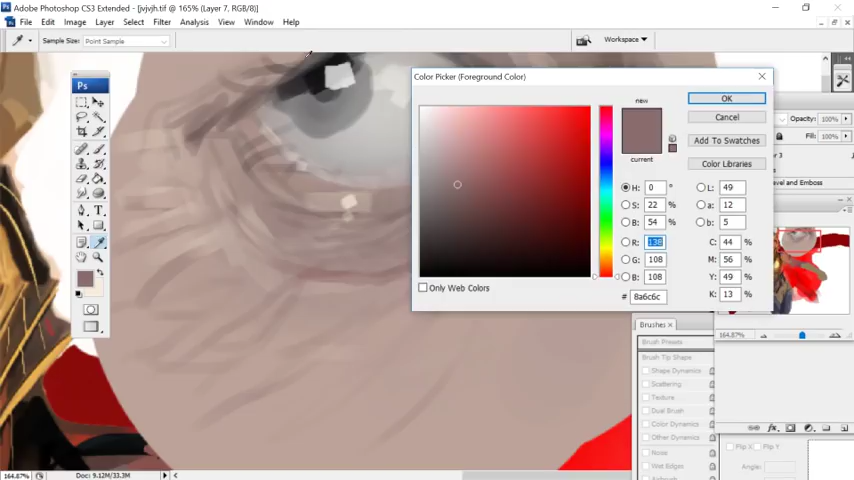 Adobe Photoshop CS3 Extended - [jvjvjh.tif @ 165% (Layer 7, RGB/8)]
File Edit Image Layer Select Filter Analysis View Window Help
Sample Size: Point Sample
Workspace
Ps
Color Picker (Foreground Color)
new
current
OK
Cancel
Add To Swatches
Color Libraries
H: 0 °
L: 49
S: 22 %
a: 12
B: 54 %
b: 5
R: 138
C: 44 %
G: 108
M: 56 %
B: 108
Y: 49 %
# 8a6c6c
K: 13 %
Only Web Colors
Opacity: 100%
Fill: 100%
evel and Emboss
164.87%
Brushes
Brush Presets
Brush Tip Shape
Shape Dynamics
Scattering
Texture
Dual Brush
Color Dynamics
Other Dynamics
Noise
Wet Edges
Flip X Flip Y
Angle:
164.87%
Doc: 9.12M/33.3M